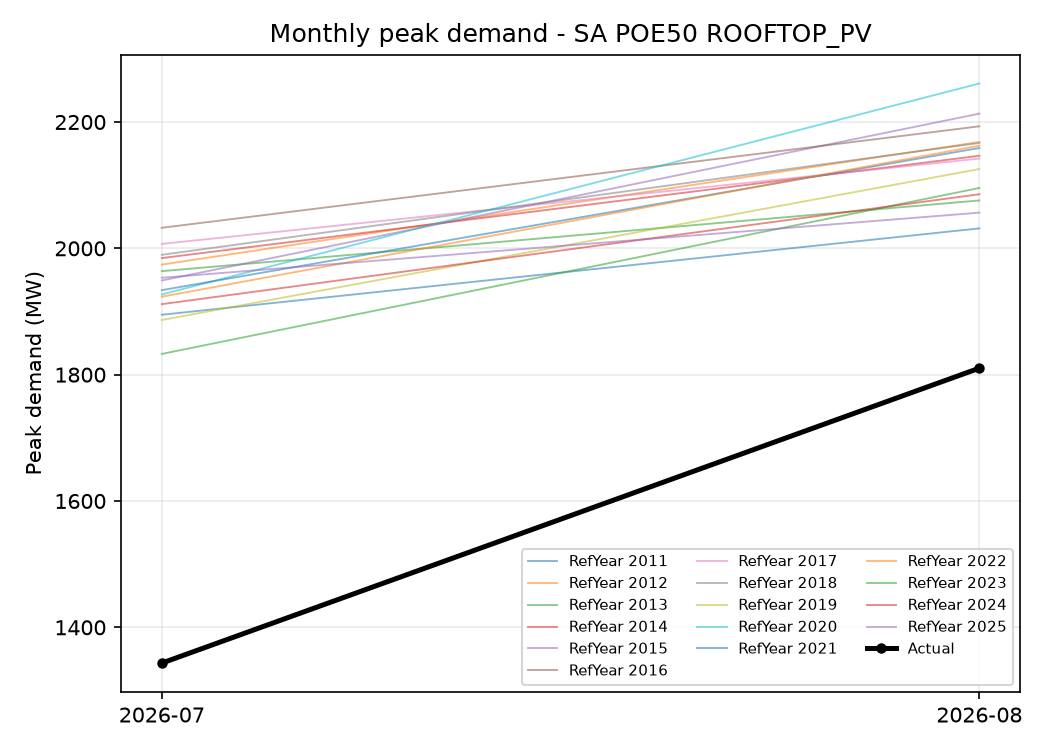 Monthly peak demand - SA POE50 ROOFTOP_PV
Peak demand (MW)
2200
2000
1800
1600
1400
2026-07
2026-08
RefYear 2011
RefYear 2012
RefYear 2013
RefYear 2014
RefYear 2015
RefYear 2016
RefYear 2017
RefYear 2018
RefYear 2019
RefYear 2020
RefYear 2021
RefYear 2022
RefYear 2023
RefYear 2024
RefYear 2025
Actual